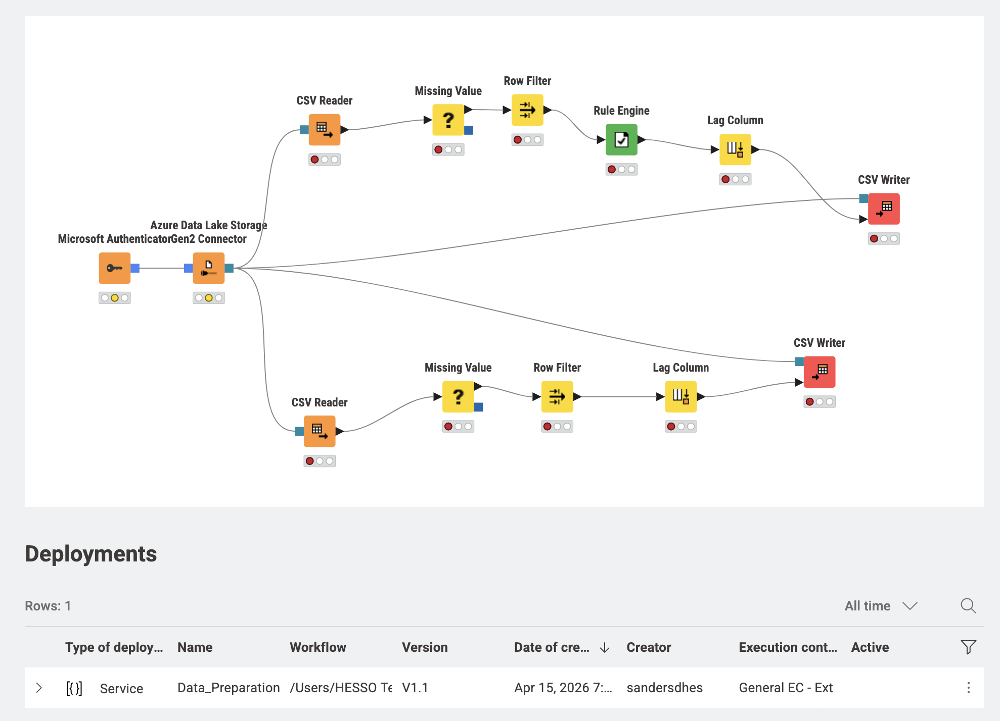 Row Filter
Missing Value
CSV Reader
Rule Engine
Lag Column
CSV Writer
Azure Data Lake Storage
Gen2 Connector
Microsoft Authenticator
CSV Writer
Missing Value
Row Filter
Lag Column
CSV Reader
Deployments
Rows: 1
All time
Type of deploy... Name Workflow Version Date of cre... Creator Execution cont... Active
Service Data_Preparation /Users/HESSO Te V1.1 Apr 15, 2026 7:... sandersdhes General EC - Ext